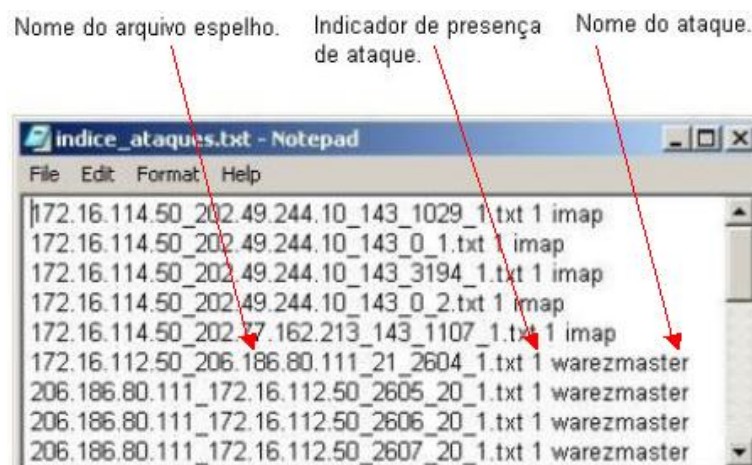 Nome do arquivo espelho.
Indicador de presença
de ataque.
Nome do ataque.
indice_ataques.txt - Notepad
File Edit Format Help
172.16.114.50_202.49.244.10_143_1029_1.txt 1 imap
172.16.114.50_202.49.244.10_143_0_1.txt 1 imap
172.16.114.50_202.49.244.10_143_3194_1.txt 1 imap
172.16.114.50_202.49.244.10_143_0_2.txt 1 imap
172.16.114.50_202.77.162.213_143_1107_1.txt 1 imap
172.16.112.50_206.186.80.111_21_2604_1.txt 1 warezmaster
206.186.80.111_172.16.112.50_2605_20_1.txt 1 warezmaster
206.186.80.111_172.16.112.50_2606_20_1.txt 1 warezmaster
206.186.80.111_172.16.112.50_2607_20_1.txt 1 warezmaster